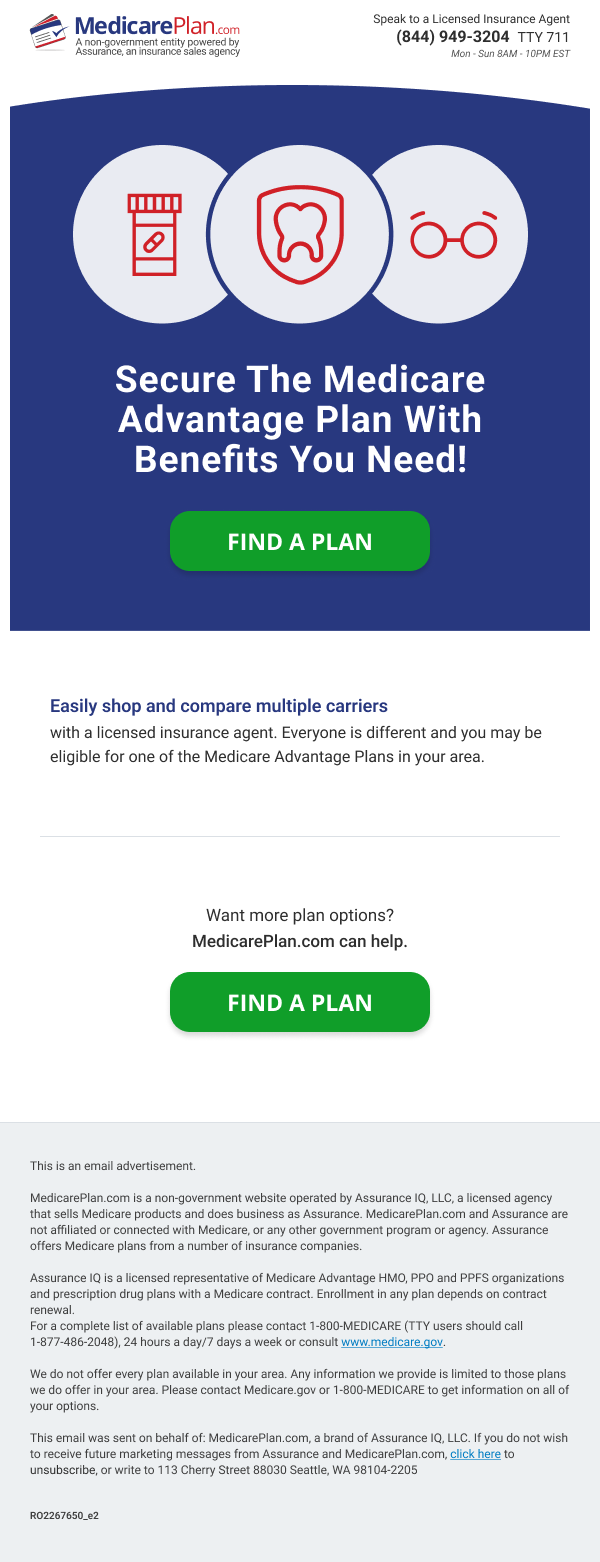 MedicarePlan.com
A non-government entity powered by
Assurance, an insurance sales agency
Speak to a Licensed Insurance Agent
(844) 949-3204 TTY 711
Mon - Sun 8AM - 10PM EST
Secure The Medicare
Advantage Plan With
Benefits You Need!
FIND A PLAN
Easily shop and compare multiple carriers
with a licensed insurance agent. Everyone is different and you may be
eligible for one of the Medicare Advantage Plans in your area.
Want more plan options?
MedicarePlan.com can help.
FIND A PLAN
This is an email advertisement.
MedicarePlan.com is a non-government website operated by Assurance IQ, LLC, a licensed agency
that sells Medicare products and does business as Assurance. MedicarePlan.com and Assurance are
not affiliated or connected with Medicare, or any other government program or agency. Assurance
offers Medicare plans from a number of insurance companies.
Assurance IQ is a licensed representative of Medicare Advantage HMO, PPO and PPFS organizations
and prescription drug plans with a Medicare contract. Enrollment in any plan depends on contract
renewal.
For a complete list of available plans please contact 1-800-MEDICARE (TTY users should call
1-877-486-2048), 24 hours a day/7 days a week or consult www.medicare.gov.
We do not offer every plan available in your area. Any information we provide is limited to those plans
we do offer in your area. Please contact Medicare.gov or 1-800-MEDICARE to get information on all of
your options.
This email was sent on behalf of: MedicarePlan.com, a brand of Assurance IQ, LLC. If you do not wish
to receive future marketing messages from Assurance and MedicarePlan.com, click here to
unsubscribe, or write to 113 Cherry Street 88030 Seattle, WA 98104-2205
RO2267650_e2